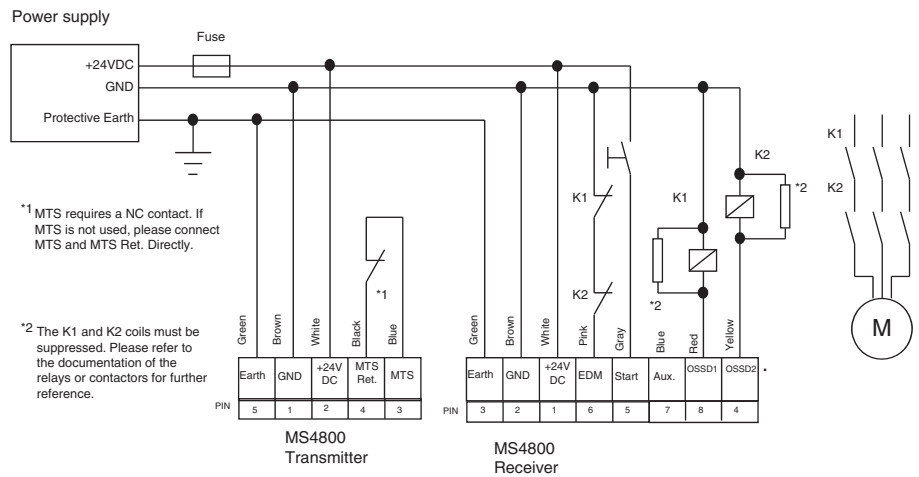 Power supply
Fuse
+24VDC
GND
Protective Earth
K1
K2
K2
*2
K1
K1
K2
*1 MTS requires a NC contact. If
MTS is not used, please connect
MTS and MTS Ret. Directly.
*1
K2
*2
M
*2 The K1 and K2 coils must be
suppressed. Please refer to
the documentation of the
relays or contactors for further
reference.
Green
Brown
White
Black
Blue
Green
Brown
White
Pink
Gray
Blue
Red
Yellow
Earth
GND
+24V
DC
MTS
Ret.
MTS
Earth
GND
+24V
DC
EDM
Start
Aux.
OSSD1
OSSD2
PIN 5 1 2 4 3
PIN 3 2 1 6 5 7 8 4
MS4800
Transmitter
MS4800
Receiver